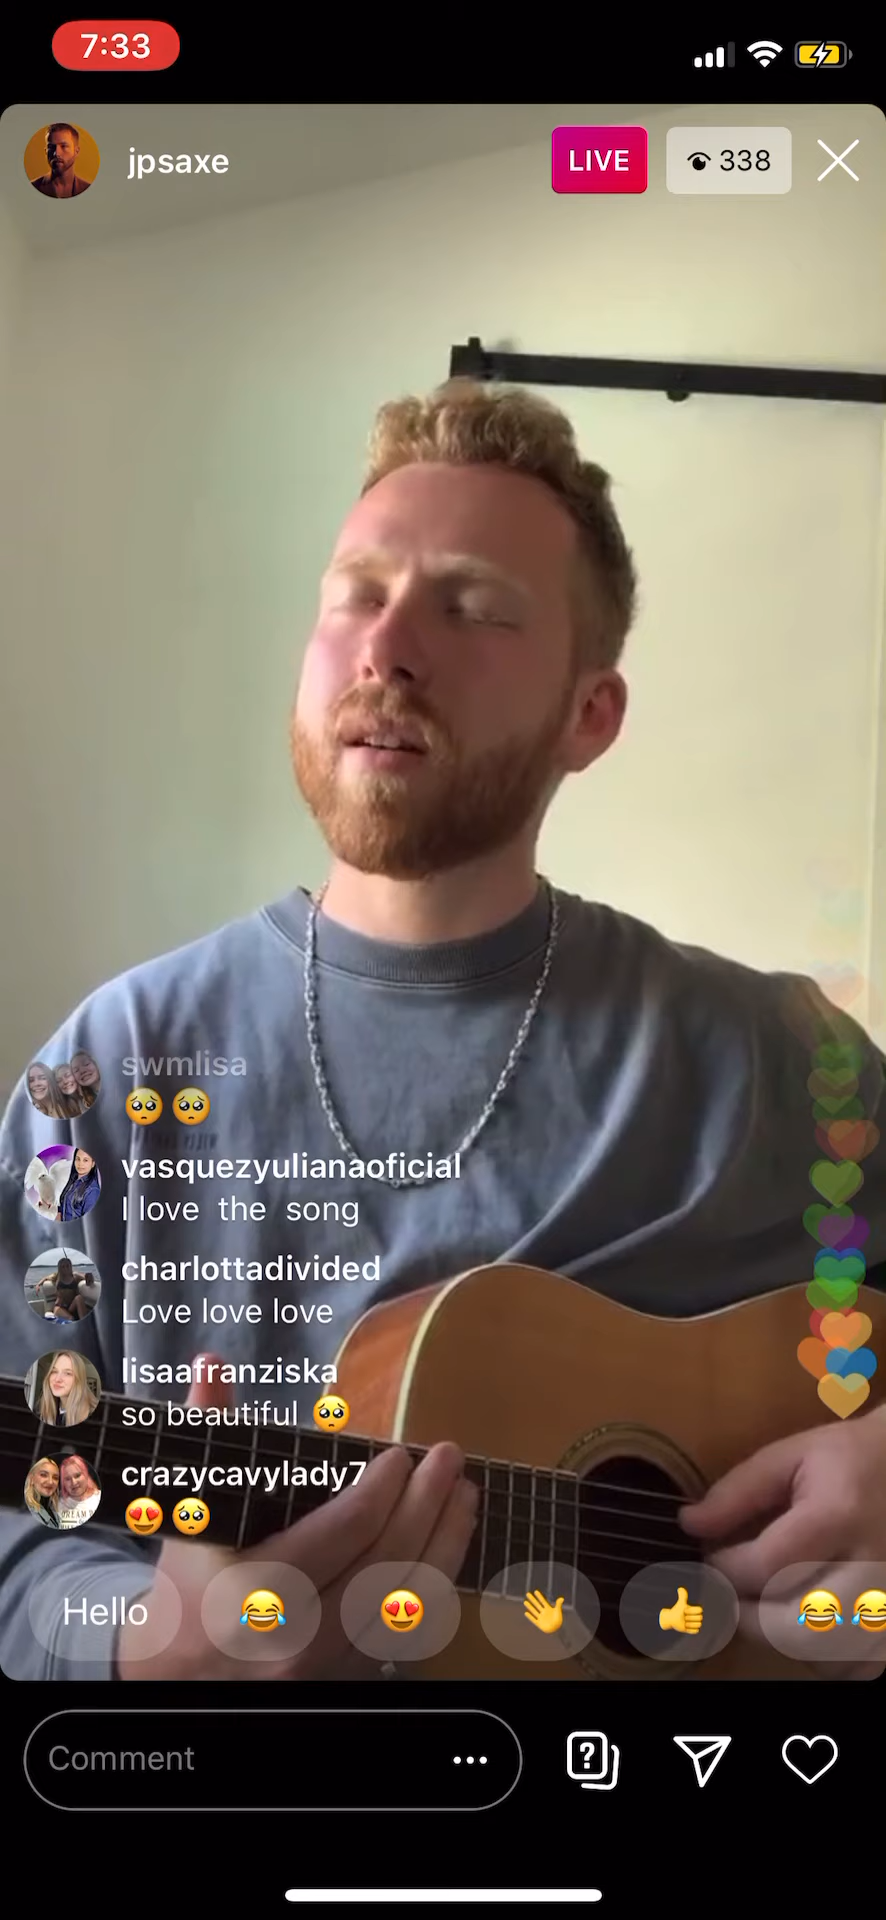 7:33
jpsaxe
LIVE
338
swmlisa
🥺 🥺
vasquezyulianaoficial
I love the song
charlottadivided
Love love love
lisaafranziska
so beautiful 🥺
crazycavylady7
😍 🥺
Hello 😂 😍 👋 👍 😂 😂
Comment